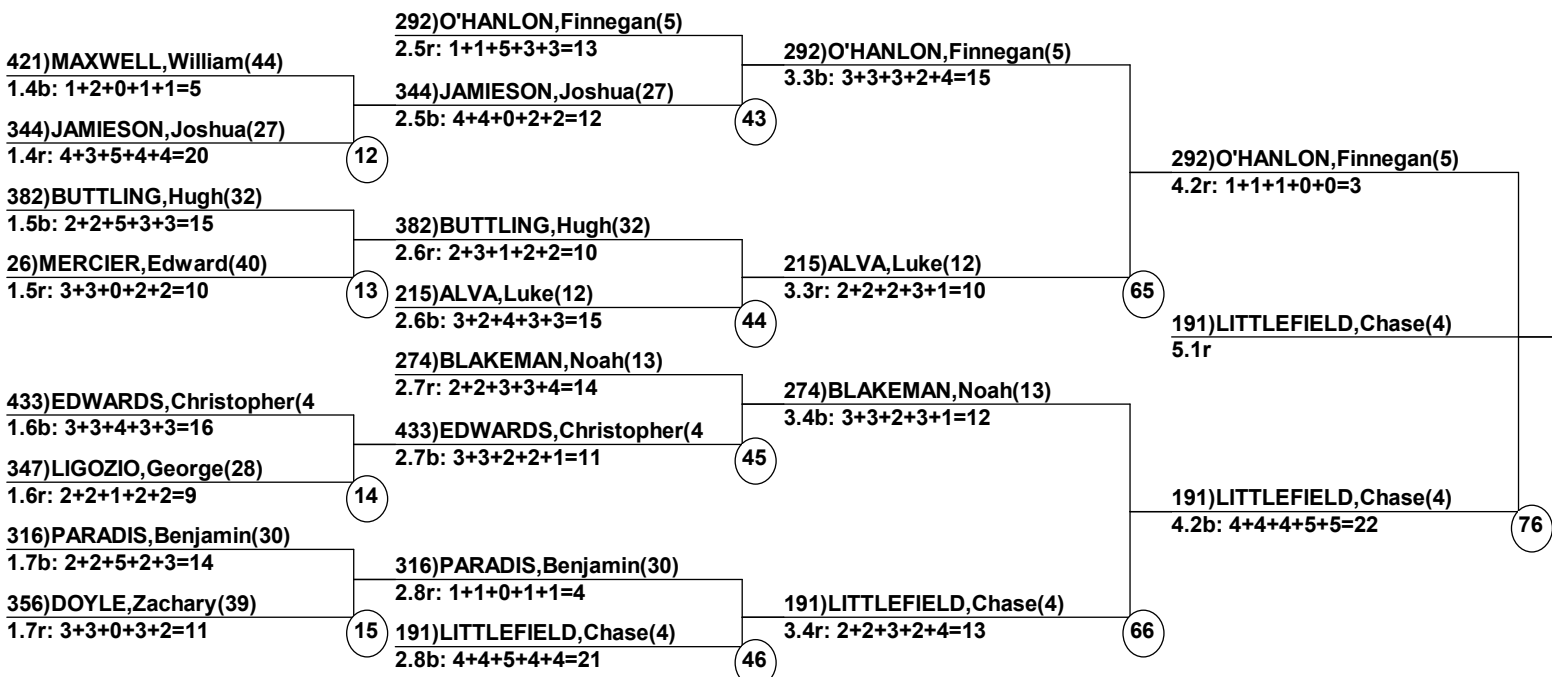 421)MAXWELL,William(44)
1.4b: 1+2+0+1+1=5
344)JAMIESON,Joshua(27)
1.4r: 4+3+5+4+4=20
12
382)BUTTLING,Hugh(32)
1.5b: 2+2+5+3+3=15
26)MERCIER,Edward(40)
1.5r: 3+3+0+2+2=10
13
433)EDWARDS,Christopher(4
1.6b: 3+3+4+3+3=16
347)LIGOZIO,George(28)
1.6r: 2+2+1+2+2=9
14
316)PARADIS,Benjamin(30)
1.7b: 2+2+5+2+3=14
356)DOYLE,Zachary(39)
1.7r: 3+3+0+3+2=11
15
292)O'HANLON,Finnegan(5)
2.5r: 1+1+5+3+3=13
344)JAMIESON,Joshua(27)
2.5b: 4+4+0+2+2=12
43
382)BUTTLING,Hugh(32)
2.6r: 2+3+1+2+2=10
215)ALVA,Luke(12)
2.6b: 3+2+4+3+3=15
44
274)BLAKEMAN,Noah(13)
2.7r: 2+2+3+3+4=14
433)EDWARDS,Christopher(4
2.7b: 3+3+2+2+1=11
45
316)PARADIS,Benjamin(30)
2.8r: 1+1+0+1+1=4
191)LITTLEFIELD,Chase(4)
2.8b: 4+4+5+4+4=21
46
292)O'HANLON,Finnegan(5)
3.3b: 3+3+3+2+4=15
215)ALVA,Luke(12)
3.3r: 2+2+2+3+1=10
65
274)BLAKEMAN,Noah(13)
3.4b: 3+3+2+3+1=12
191)LITTLEFIELD,Chase(4)
3.4r: 2+2+3+2+4=13
66
292)O'HANLON,Finnegan(5)
4.2r: 1+1+1+0+0=3
191)LITTLEFIELD,Chase(4)
4.2b: 4+4+4+5+5=22
76
191)LITTLEFIELD,Chase(4)
5.1r